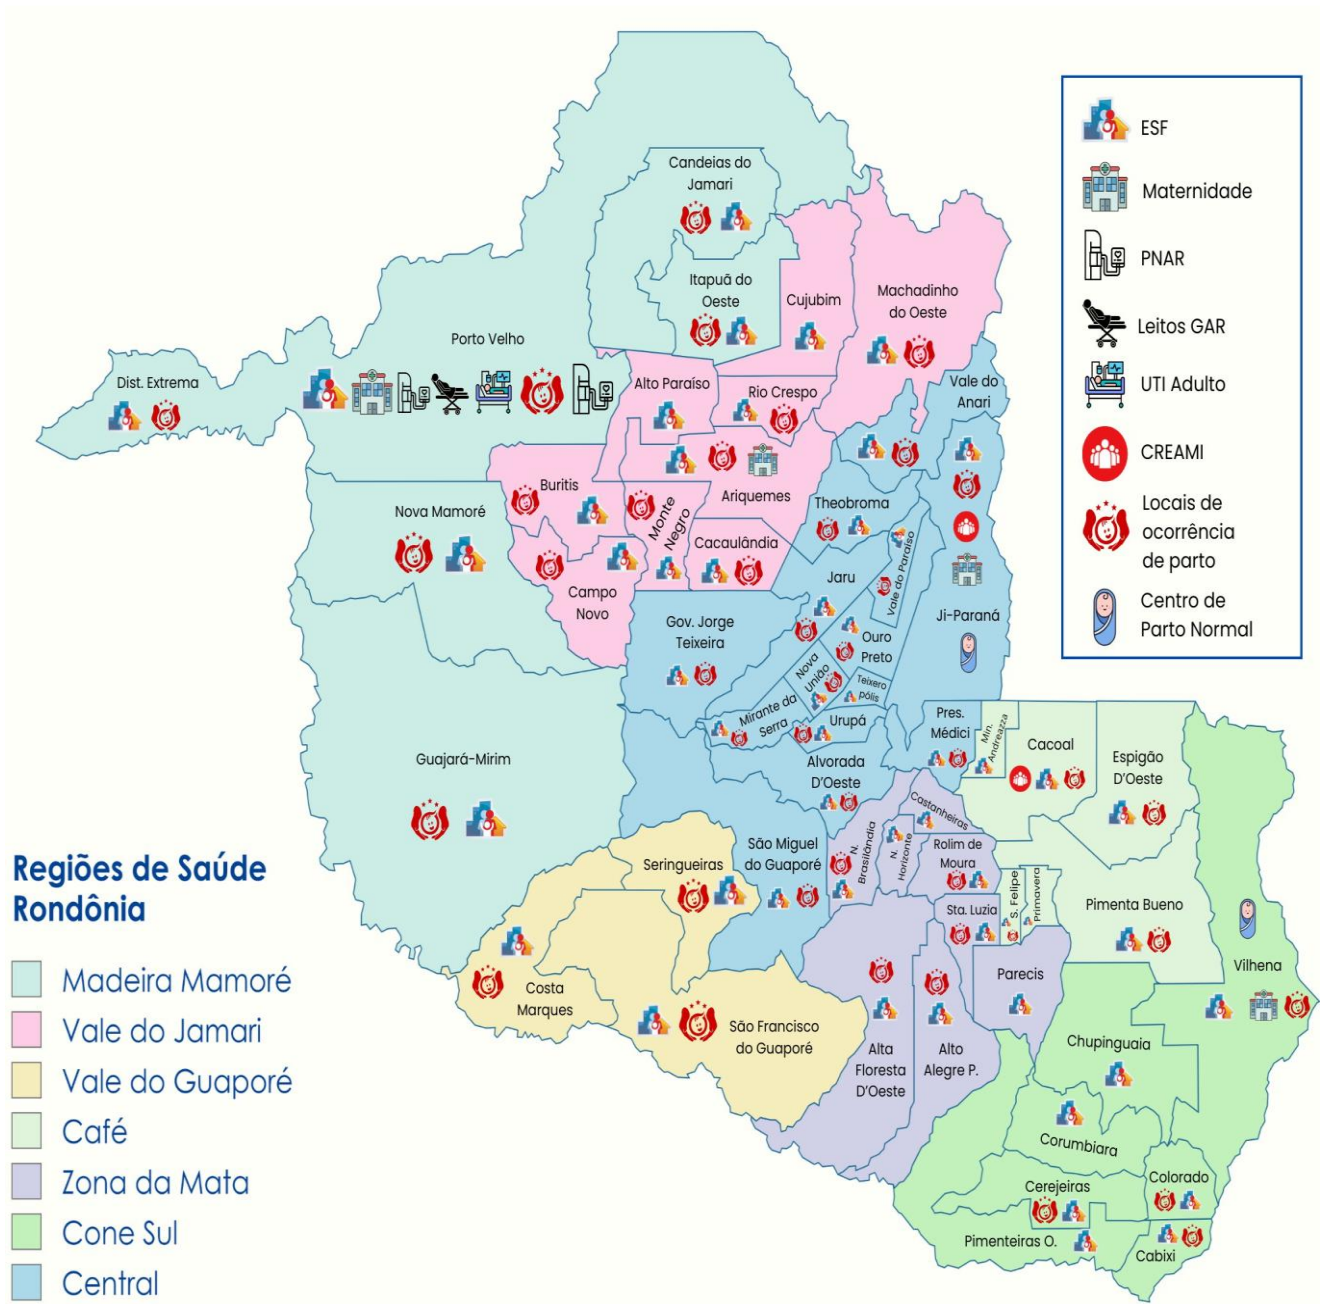 Candeias do
Jamari
Itapuã do
Oeste
Cujubim
Machadinho
do Oeste
Porto Velho
Dist. Extrema
Alto Paraíso
Rio Crespo
Vale do
Anari
Buritis
Ariquemes
Monte
Negro
Theobroma
Nova Mamoré
Cacaulândia
Vale do Paraíso
Campo
Novo
Jaru
Gov. Jorge
Teixeira
Ouro
Preto
Ji-Paraná
Nova
União
Teixero
pólis
Mirante da
Serra
Urupá
Pres.
Médici
Min.
Andreazza
Cacoal
Espigão
D'Oeste
Guajará-Mirim
Alvorada
D'Oeste
Castanheiras
São Miguel
do Guaporé
N.
Brasilândia
N.
Horizonte
Rolim de
Moura
Seringueiras
S. Felipe
Primavera
Sta. Luzia
Pimenta Bueno
Vilhena
Parecis
Costa
Marques
São Francisco
do Guaporé
Alta
Floresta
D'Oeste
Alto
Alegre P.
Chupinguaia
Corumbiara
Cerejeiras
Colorado
Pimenteiras O.
Cabixi
ESF
Maternidade
PNAR
Leitos GAR
UTI Adulto
CREAMI
Locais de
ocorrência
de parto
Centro de
Parto Normal
Regiões de Saúde
Rondônia
Madeira Mamoré
Vale do Jamari
Vale do Guaporé
Café
Zona da Mata
Cone Sul
Central